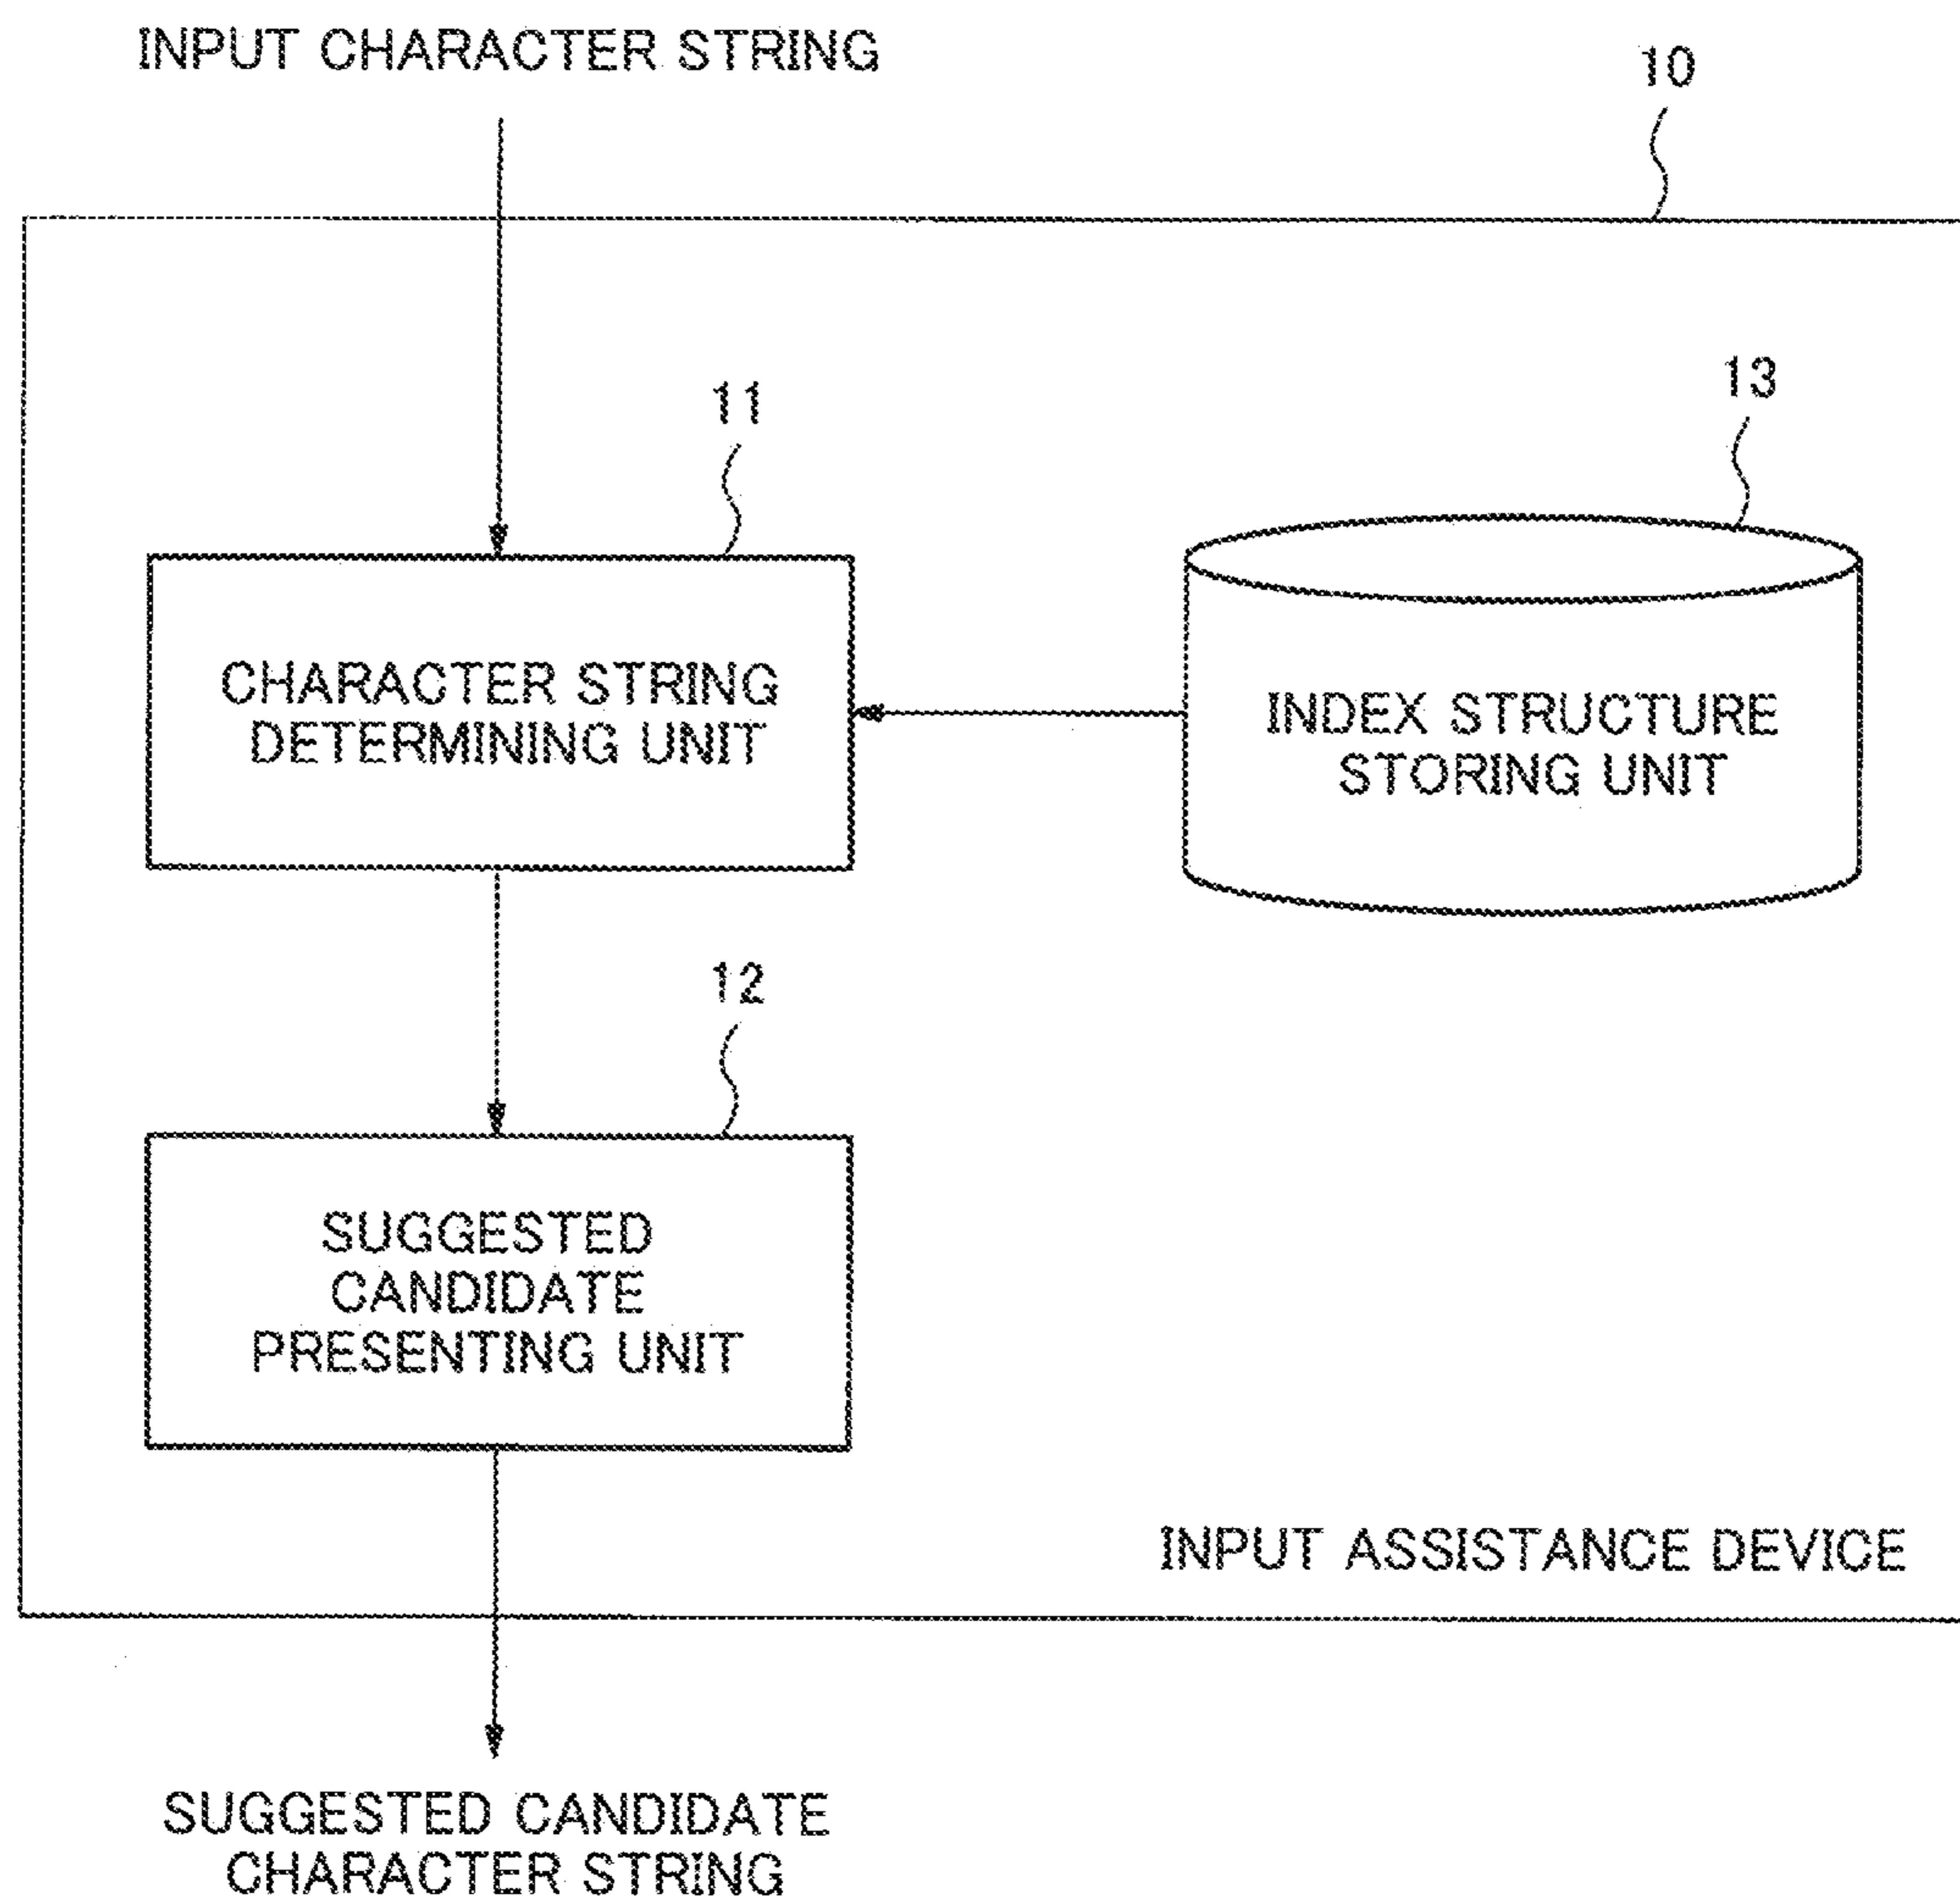 INPUT CHARACTER STRING
10
11
13
CHARACTER STRING
DETERMINING UNIT
INDEX STRUCTURE
STORING UNIT
12
SUGGESTED
CANDIDATE
PRESENTING UNIT
INPUT ASSISTANCE DEVICE
SUGGESTED CANDIDATE
CHARACTER STRING